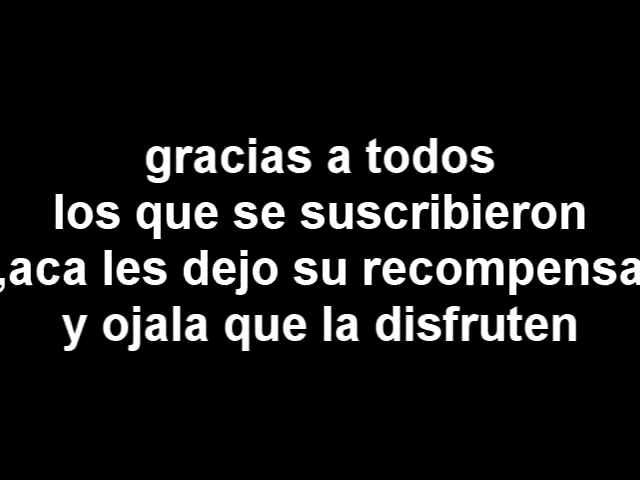 gracias a todos
los que se suscribieron
,aca les dejo su recompensa
y ojala que la disfruten